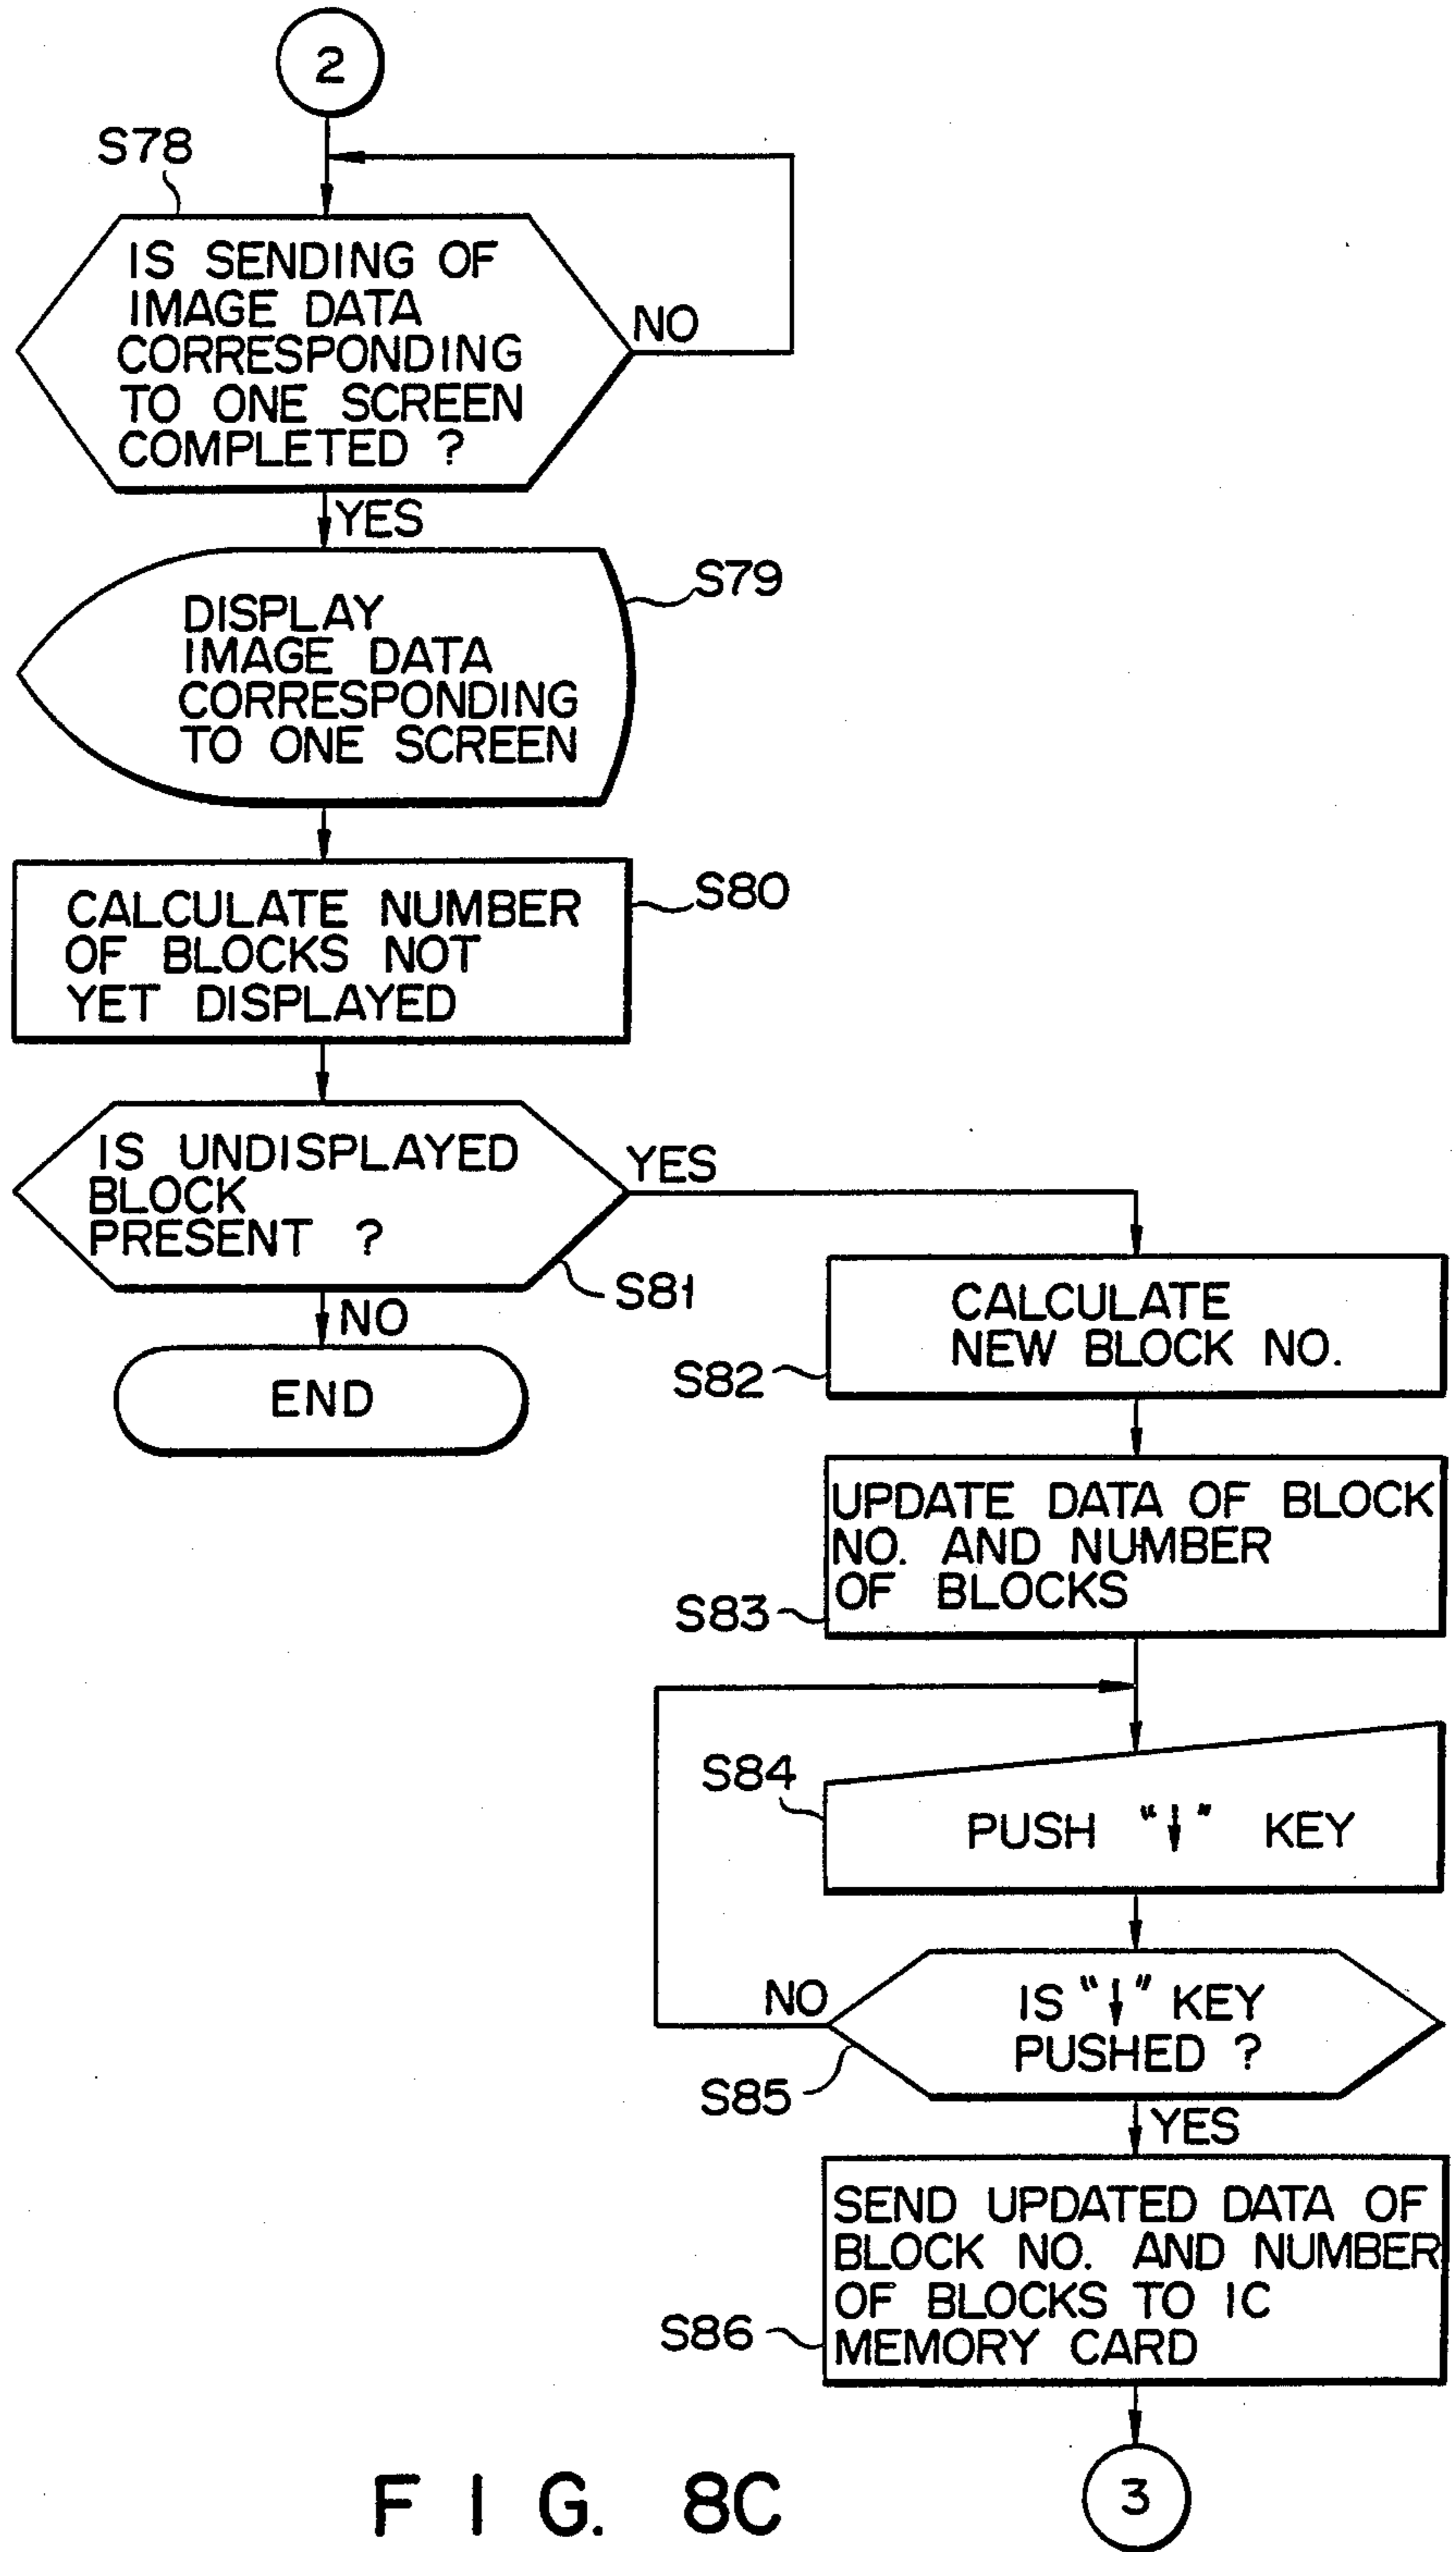 2
S78
IS SENDING OF
IMAGE DATA
CORRESPONDING
TO ONE SCREEN
COMPLETED ?
NO
YES
S79
DISPLAY
IMAGE DATA
CORRESPONDING
TO ONE SCREEN
S80
CALCULATE NUMBER
OF BLOCKS NOT
YET DISPLAYED
IS UNDISPLAYED
BLOCK
PRESENT ?
YES
S81
NO
END
CALCULATE
NEW BLOCK NO.
S82
UPDATE DATA OF BLOCK
NO. AND NUMBER
OF BLOCKS
S83
S84
PUSH "↓" KEY
NO
IS "↓" KEY
PUSHED ?
S85
YES
SEND UPDATED DATA OF
BLOCK NO. AND NUMBER
OF BLOCKS TO IC
MEMORY CARD
S86
3
FIG. 8C